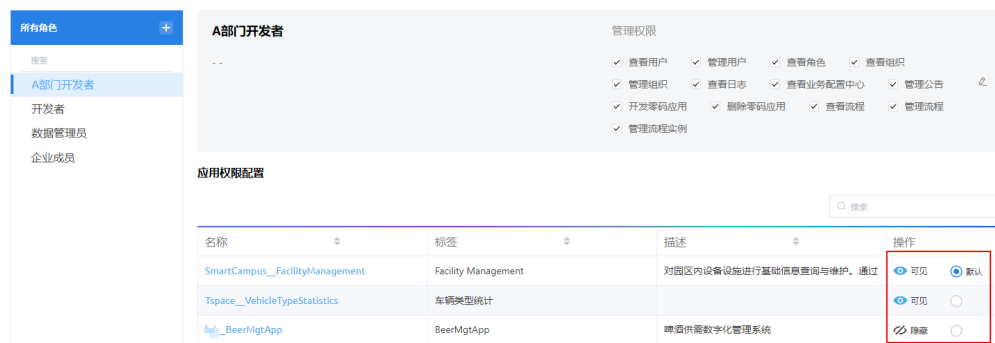 所有角色
搜索
A部门开发者
开发者
数据管理员
企业成员
A部门开发者
--
管理权限
查看用户 管理用户 查看角色 查看组织
管理组织 查看日志 查看业务配置中心 管理公告
开发零码应用 删除零码应用 查看流程 管理流程
管理流程实例
应用权限配置
搜索
名称 标签 描述 操作
SmartCampus__FacilityManagement Facility Management 对园区内设备设施进行基础信息查询与维护。通过 可见 默认
Tspace__VehicleTypeStatistics 车辆类型统计 可见
__BeerMgtApp BeerMgtApp 啤酒供需数字化管理系统 隐藏